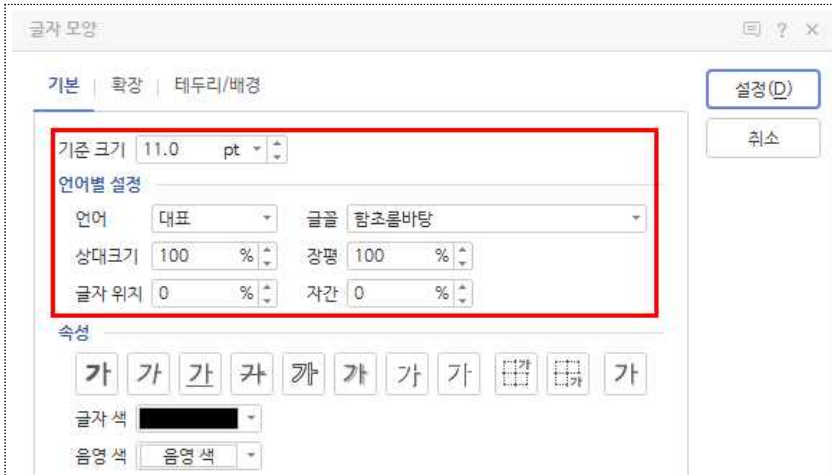 글자 모양 ?
기본 확장 테두리/배경
설정(D)
취소
기준 크기 11.0 pt
언어별 설정
언어 대표 글꼴 함초롬바탕
상대크기 100 % 장평 100 %
글자 위치 0 % 자간 0 %
속성
가 가 가 가 가 가 가 가 가 가 가
글자 색
음영 색 음영 색